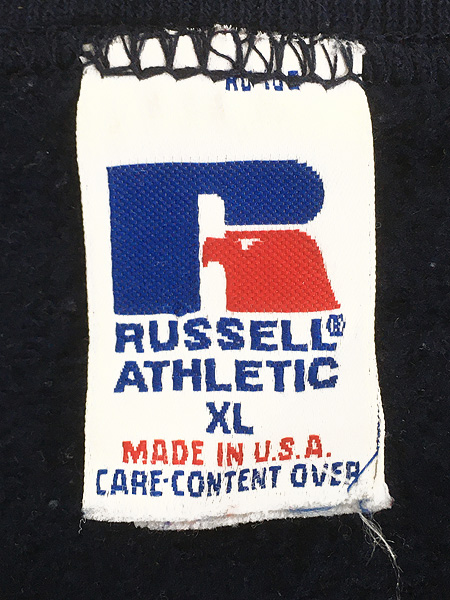 RUSSELL®
ATHLETIC
XL
MADE IN U.S.A.
CARE-CONTENT OVER